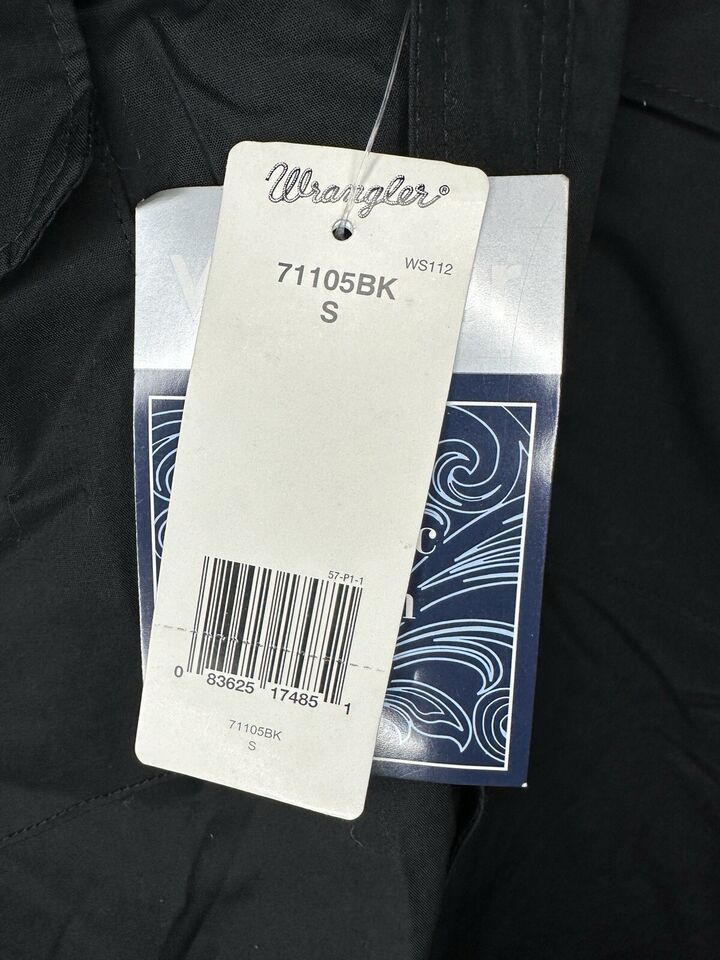 Wrangler®
WS112
71105BK
S
57-P1-1
0 83625 17485 1
71105BK
S